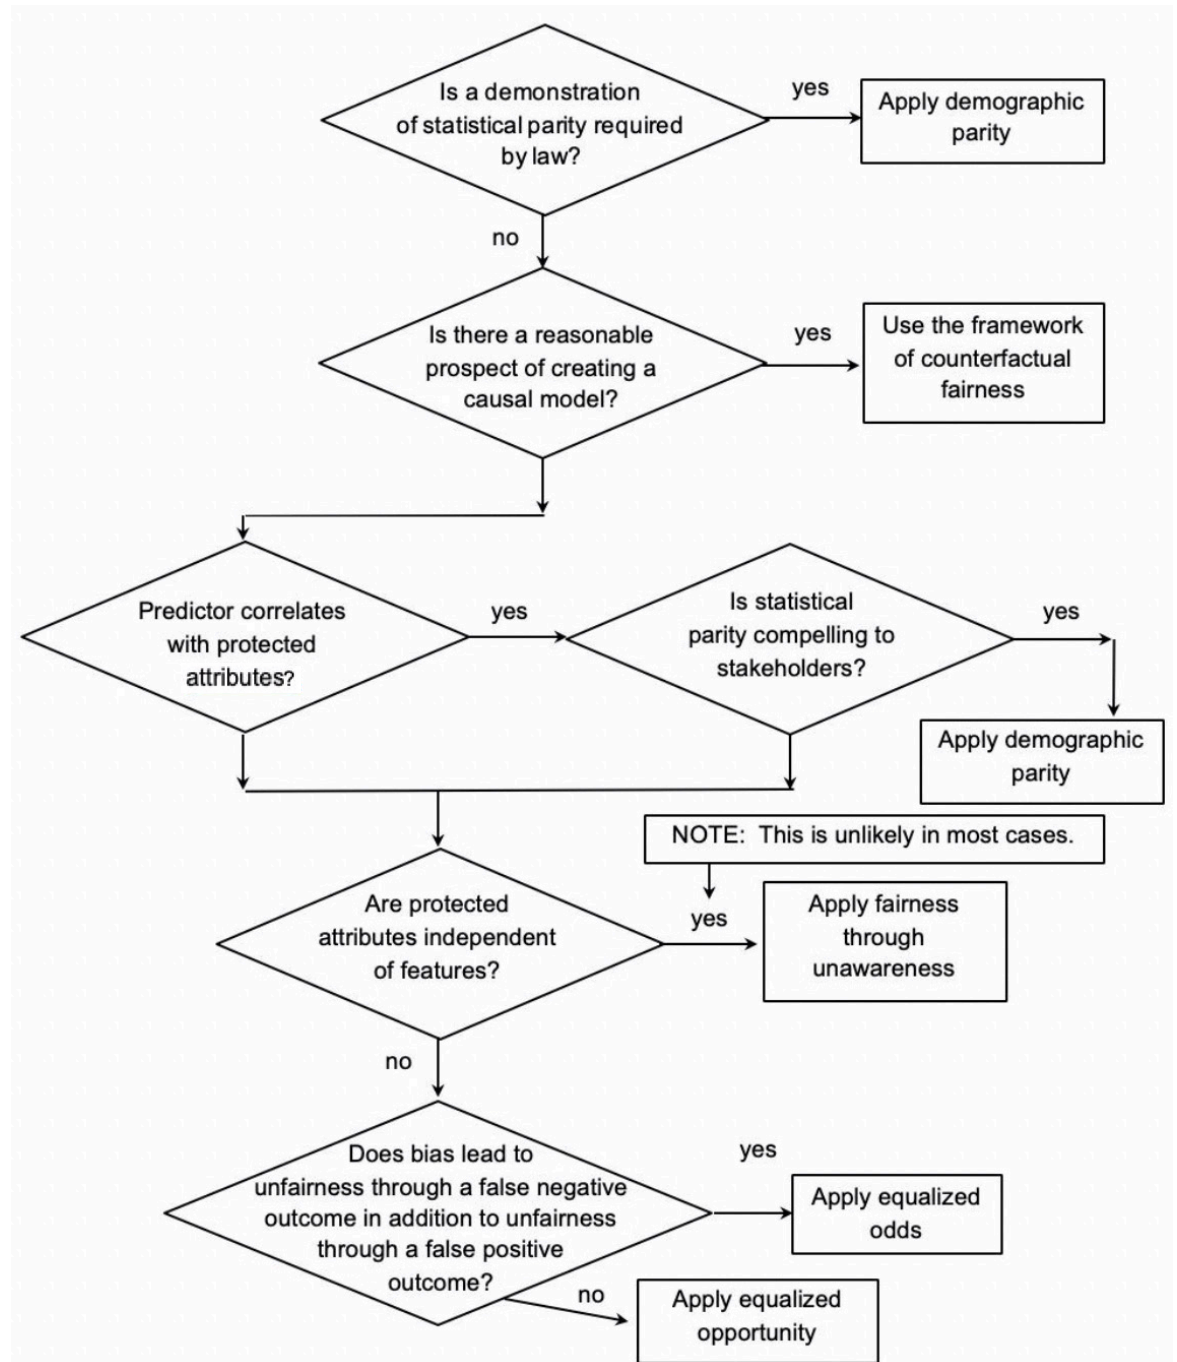 Is a demonstration
of statistical parity required
by law?
yes
Apply demographic
parity
no
Is there a reasonable
prospect of creating a
causal model?
yes
Use the framework
of counterfactual
fairness
Predictor correlates
with protected
attributes?
yes
Is statistical
parity compelling to
stakeholders?
yes
Apply demographic
parity
NOTE: This is unlikely in most cases.
Are protected
attributes independent
of features?
yes
Apply fairness
through
unawareness
no
Does bias lead to
unfairness through a false negative
outcome in addition to unfairness
through a false positive
outcome?
yes
Apply equalized
odds
no
Apply equalized
opportunity